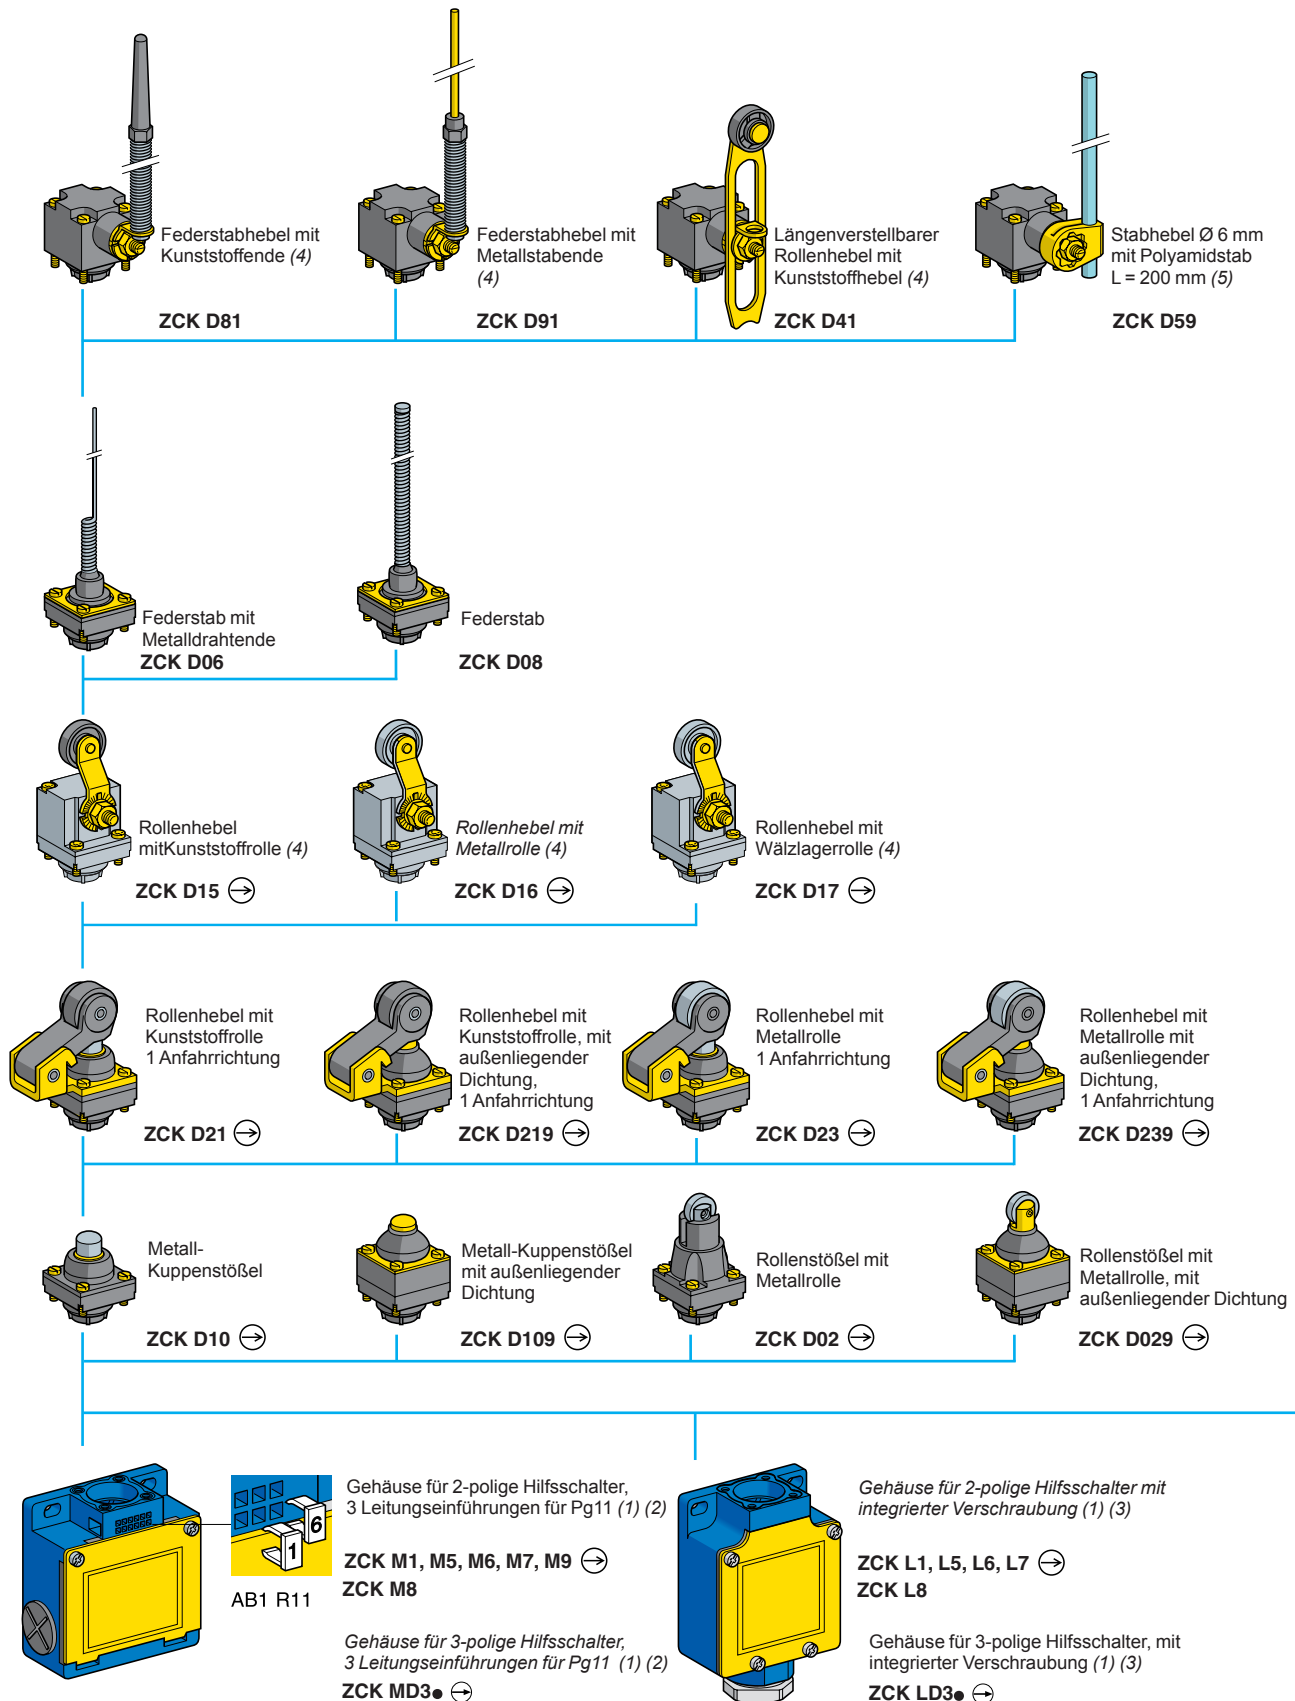 Federstabhebel mit
Kunststoffende (4)
ZCK D81
Federstabhebel mit
Metallstabende
(4)
ZCK D91
Längenverstellbarer
Rollenhebel mit
Kunststoffhebel (4)
ZCK D41
Stabhebel Ø 6 mm
mit Polyamidstab
L = 200 mm (5)
ZCK D59
Federstab mit
Metalldrahtende
ZCK D06
Federstab
ZCK D08
Rollenhebel
mitKunststoffrolle (4)
ZCK D15
Rollenhebel mit
Metallrolle (4)
ZCK D16
Rollenhebel mit
Wälzlagerrolle (4)
ZCK D17
Rollenhebel mit
Kunststoffrolle
1 Anfahrrichtung
ZCK D21
Rollenhebel mit
Kunststoffrolle, mit
außenliegender
Dichtung,
1 Anfahrrichtung
ZCK D219
Rollenhebel mit
Metallrolle
1 Anfahrrichtung
ZCK D23
Rollenhebel mit
Metallrolle mit
außenliegender
Dichtung,
1 Anfahrrichtung
ZCK D239
Metall-
Kuppenstößel
ZCK D10
Metall-Kuppenstößel
mit außenliegender
Dichtung
ZCK D109
Rollenstößel mit
Metallrolle
ZCK D02
Rollenstößel mit
Metallrolle, mit
außenliegender Dichtung
ZCK D029
6
1
AB1 R11
Gehäuse für 2-polige Hilfsschalter,
3 Leitungseinführungen für Pg11 (1) (2)
ZCK M1, M5, M6, M7, M9
ZCK M8
Gehäuse für 3-polige Hilfsschalter,
3 Leitungseinführungen für Pg11 (1) (2)
ZCK MD3●
Gehäuse für 2-polige Hilfsschalter mit
integrierter Verschraubung (1) (3)
ZCK L1, L5, L6, L7
ZCK L8
Gehäuse für 3-polige Hilfsschalter, mit
integrierter Verschraubung (1) (3)
ZCK LD3●